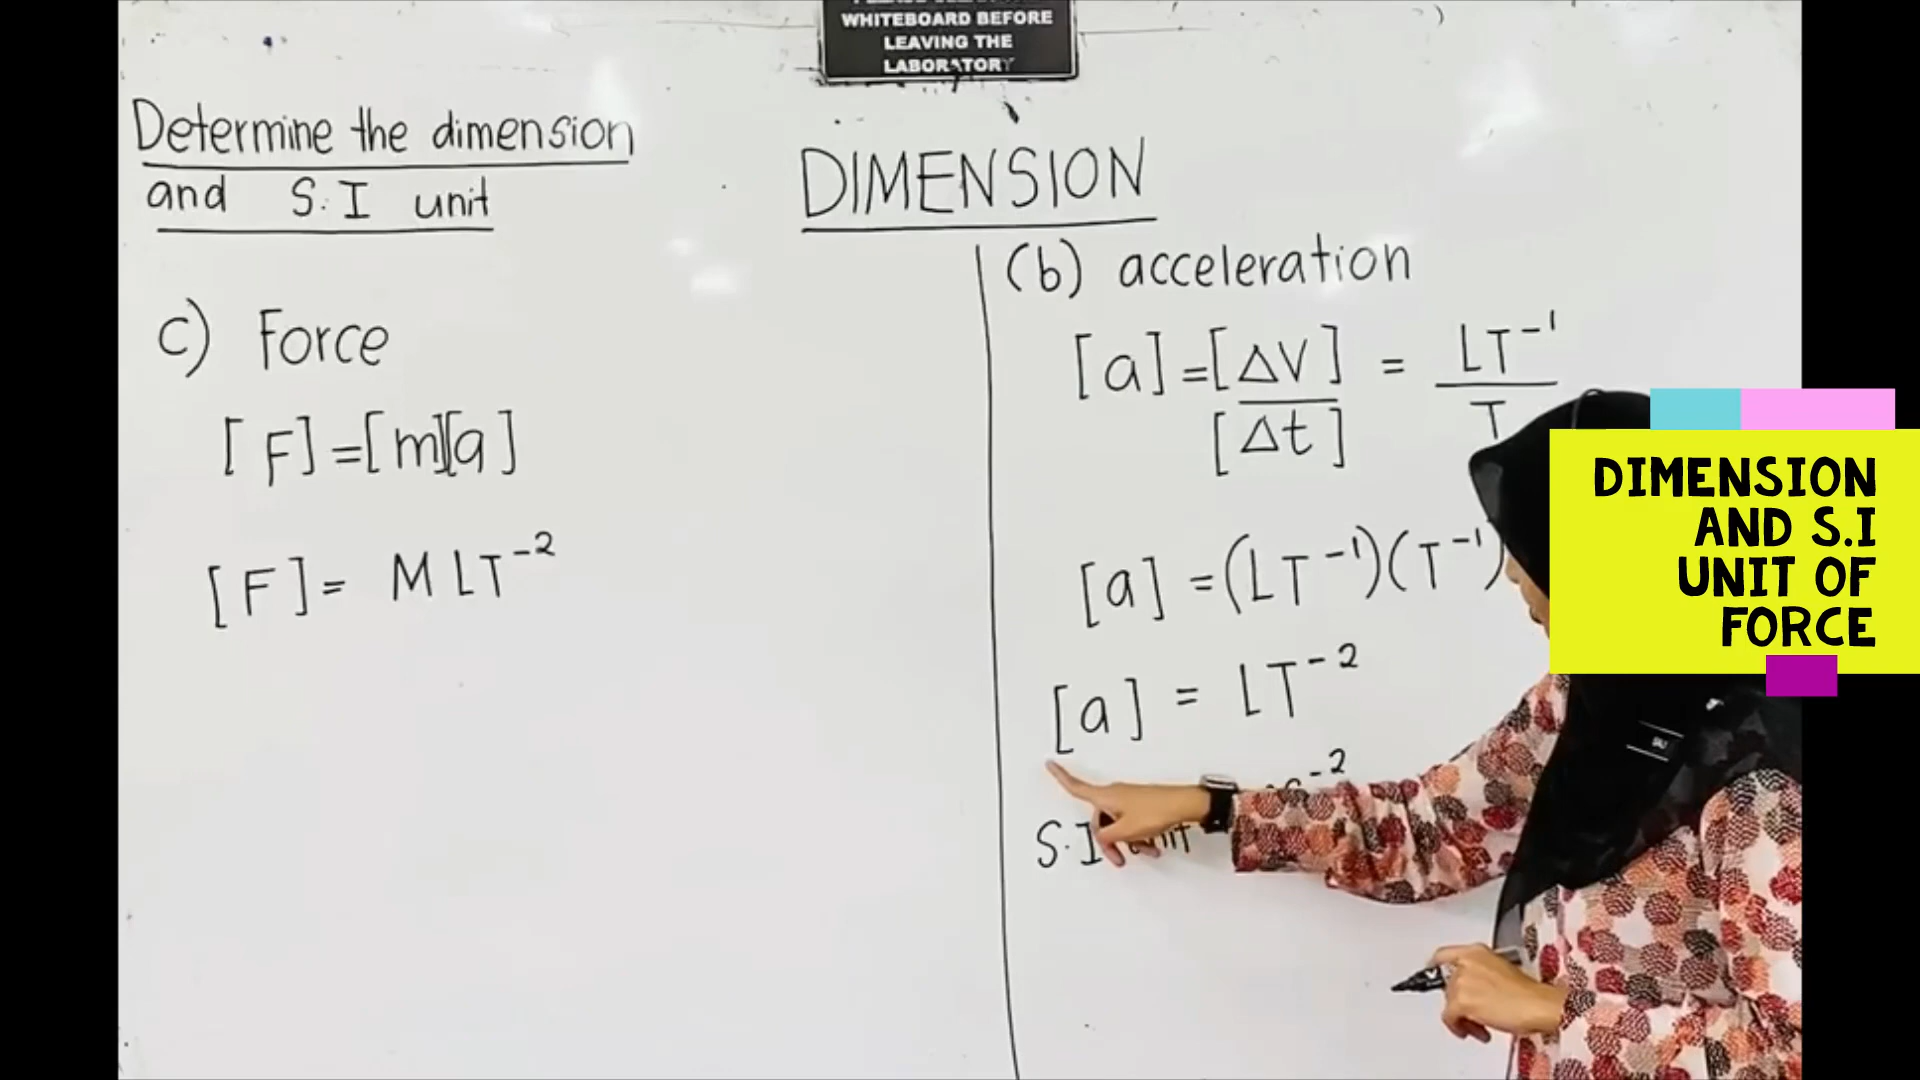 WHITEBOARD BEFORE
LEAVING THE
LABORATORY
Determine the dimension
and S.I unit
DIMENSION
c) Force
[F]=[m][a]
[F]= MLT⁻²
(b) acceleration
[a]=[ΔV] = LT⁻¹
[Δt] T
[a] =(LT⁻¹)(T⁻¹)
[a] = LT⁻²
S.I unit
DIMENSION
AND S.I
UNIT OF
FORCE